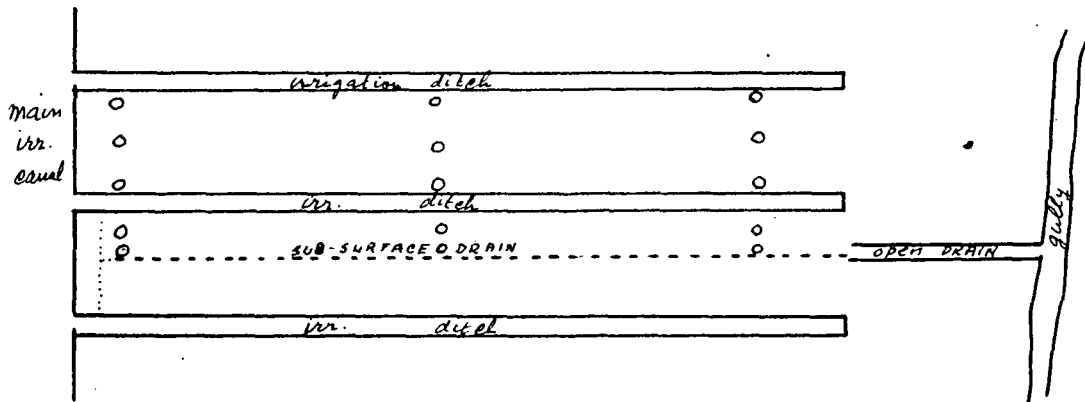 irrigation ditch
main
irr.
canal
irr. ditch
SUB-SURFACE DRAIN
OPEN DRAIN
gully
irr. ditch